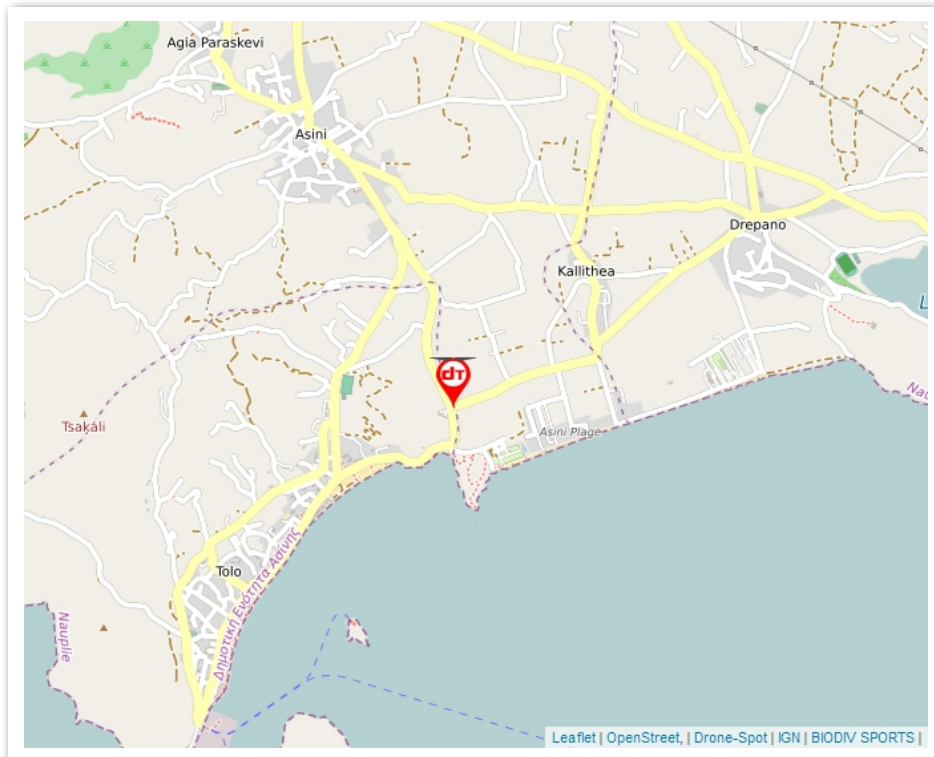 Agia Paraskevi
Asini
Drepano
Kallithea
dT
Tsakáli
Asini Plage
Tolo
Δημοτική Ενότητα Ασίνης
Nauplie
Leaflet | OpenStreet, | Drone-Spot | IGN | BIODIV SPORTS |